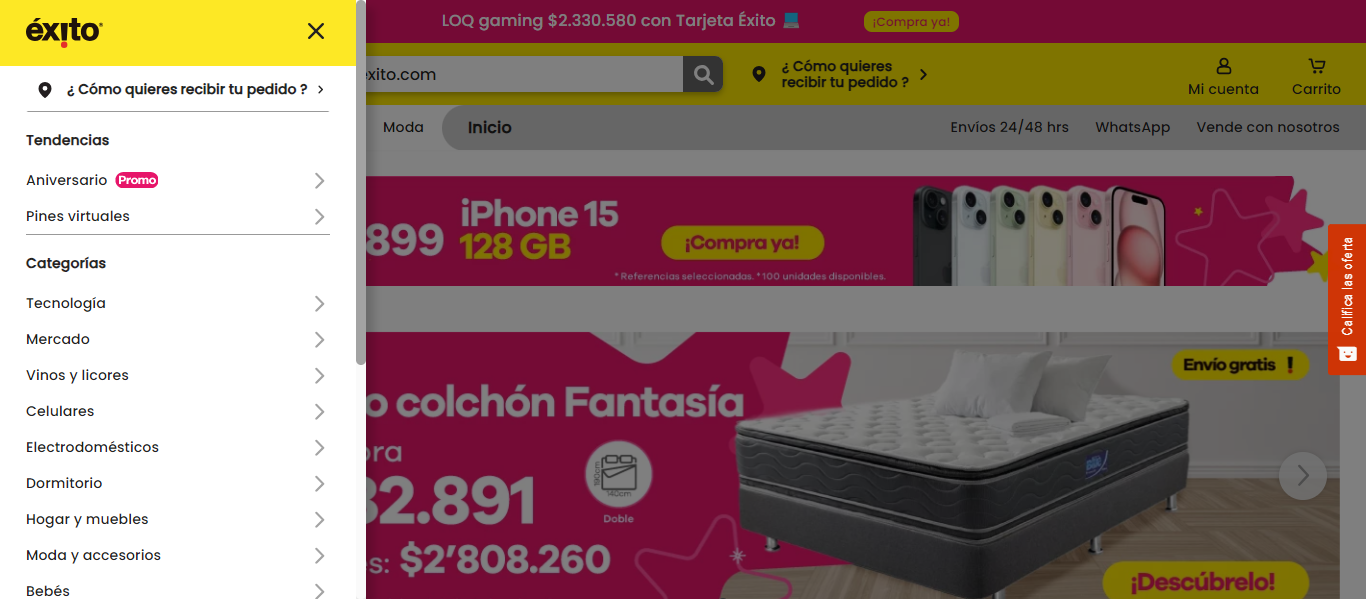 éxito
¿ Cómo quieres recibir tu pedido ?
Tendencias
Aniversario Promo
Pines virtuales
Categorías
Tecnología
Mercado
Vinos y licores
Celulares
Electrodomésticos
Dormitorio
Hogar y muebles
Moda y accesorios
Bebés
LOQ gaming $2.330.580 con Tarjeta Éxito
¡Compra ya!
exito.com
¿ Cómo quieres
recibir tu pedido ?
Mi cuenta
Carrito
Moda
Inicio
Envíos 24/48 hrs
WhatsApp
Vende con nosotros
899
iPhone 15
128 GB
¡Compra ya!
*Referencias seleccionadas. *100 unidades disponibles.
Califica las oferta
Envío gratis !
o colchón Fantasía
ora
32.891
190cm
140cm
Doble
es: $2'808.260
¡Descúbrelo!